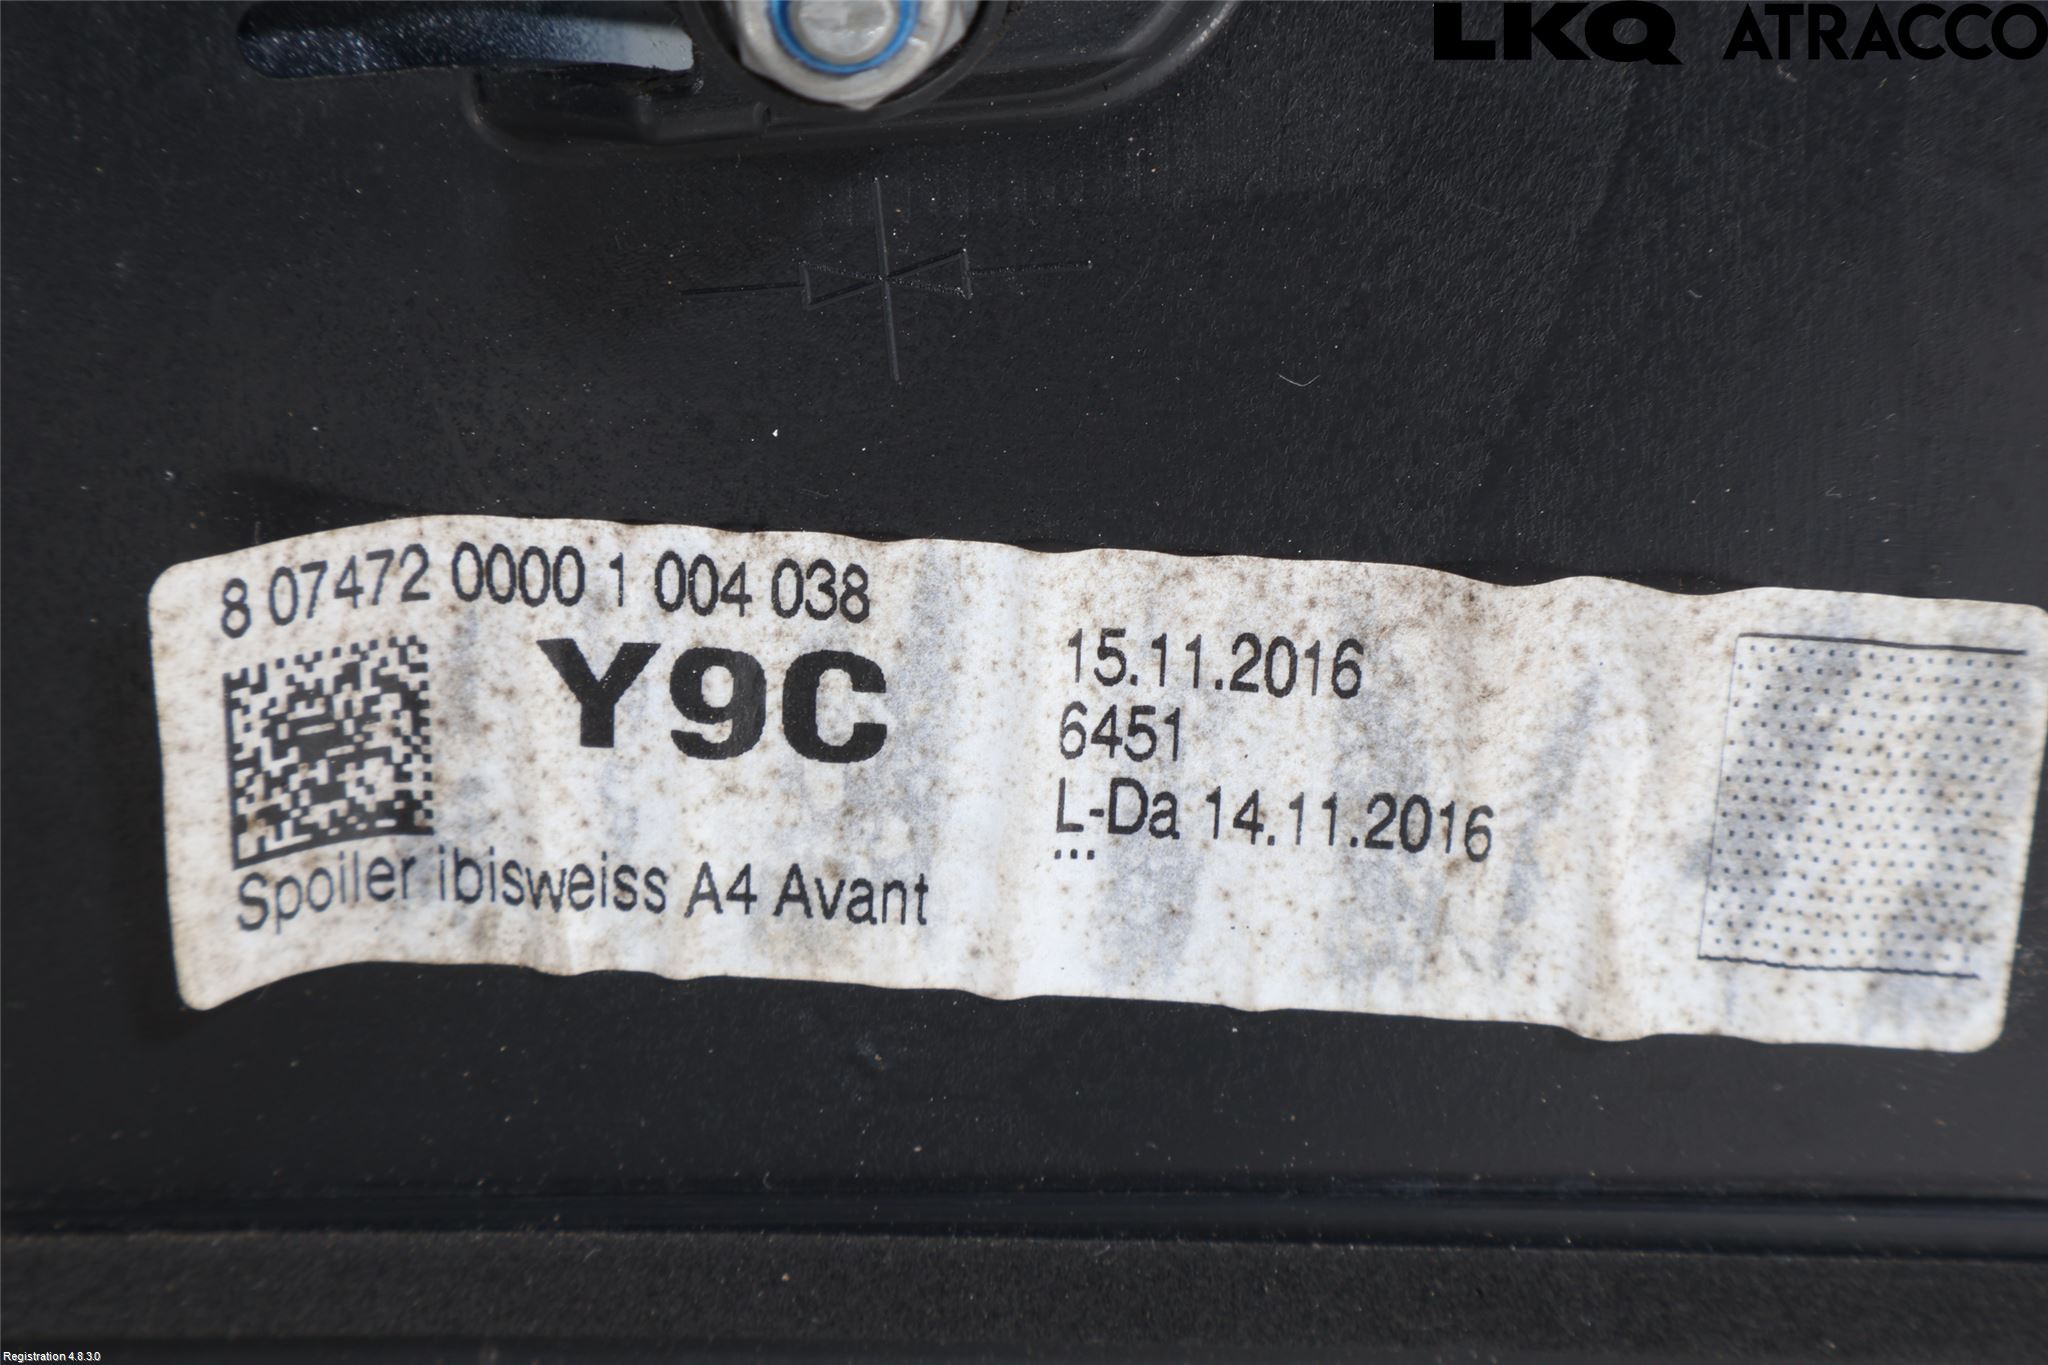 LKQ ATRACCO
8 07472 0000 1 004 038
Y9C
Spoiler ibisweiss A4 Avant
15.11.2016
6451
L-Da 14.11.2016
...
Registration 4.8.3.0